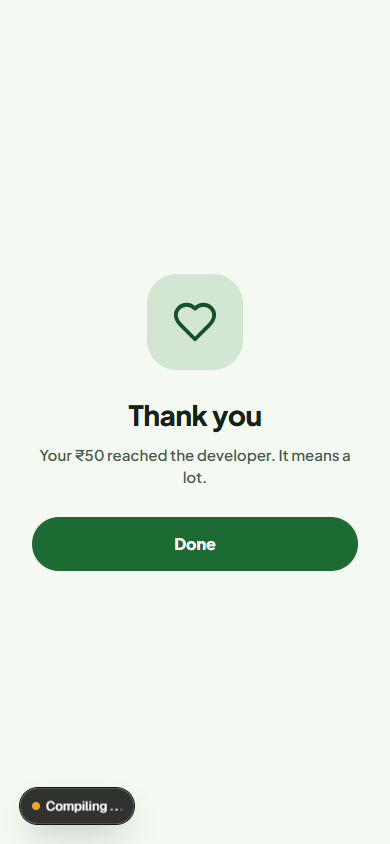 Thank you
Your ₹50 reached the developer. It means a
lot.
Done
Compiling ...